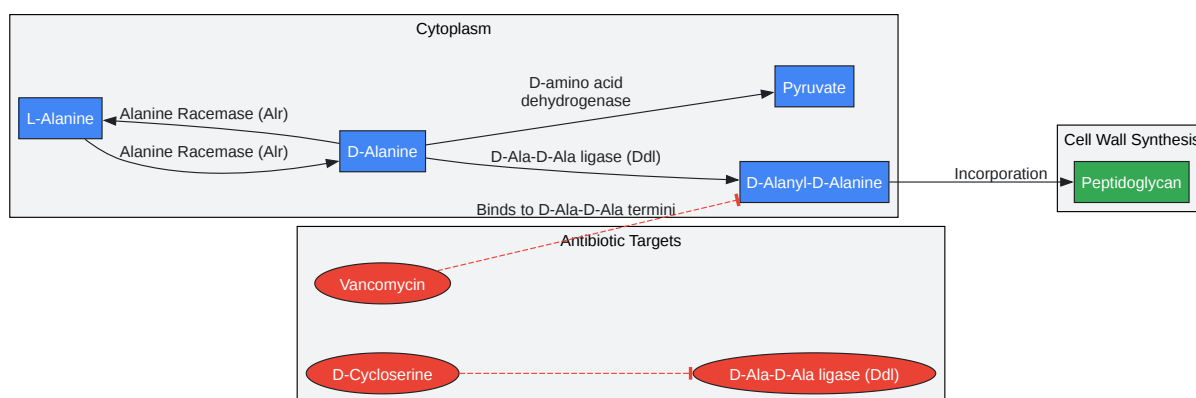 Cytoplasm
D-amino acid
dehydrogenase
Pyruvate
L-Alanine
Alanine Racemase (Alr)
Alanine Racemase (Alr)
D-Alanine
D-Ala-D-Ala ligase (Ddl)
D-Alanyl-D-Alanine
Incorporation
Cell Wall Synthesis
Peptidoglycan
Binds to D-Ala-D-Ala termini
Antibiotic Targets
Vancomycin
D-Cycloserine
D-Ala-D-Ala ligase (Ddl)